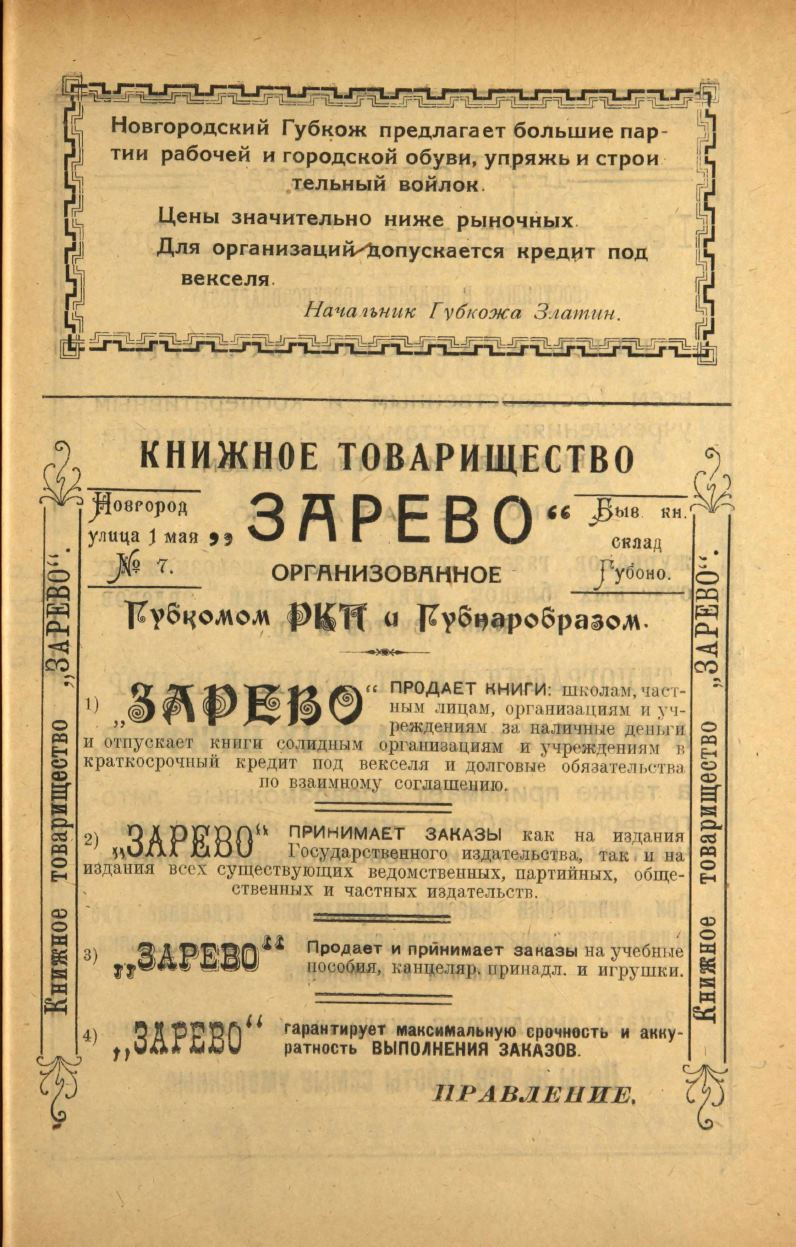 Новгородский Губкож предлагает большие пар-
тии рабочей и городской обуви, упряжь и строи
тельный войлок.
Цены значительно ниже рыночных.
Для организаций допускается кредит под
векселя.
Начальник Губкожа Златин.
КНИЖНОЕ ТОВАРИЩЕСТВО
Новгород
улица 1 мая
№ 7.
„ЗАРЕВО“
Быв. кн.
склад
Губоно.
ОРГАНИЗОВАННОЕ
Губкомом РКП и Губнаробразом.
Книжное товарищество „ЗАРЕВО“.
1) „ЗАРЕВО“ ПРОДАЕТ КНИГИ: школам, част-
ным лицам, организациям и уч-
реждениям за наличные деньги
и отпускает книги солидным организациям и учреждениям в
краткосрочный кредит под векселя и долговые обязательства
по взаимному соглашению.
2) „ЗАРЕВО“ ПРИНИМАЕТ ЗАКАЗЫ как на издания
Государственного издательства, так и на
издания всех существующих ведомственных, партийных, обще-
ственных и частных издательств.
3) „ЗАРЕВО“ Продает и принимает заказы на учебные
пособия, канцеляр. принадл. и игрушки.
4) „ЗАРЕВО“ гарантирует максимальную срочность и акку-
ратность ВЫПОЛНЕНИЯ ЗАКАЗОВ.
ПРАВЛЕНИЕ.
Книжное товарищество „ЗАРЕВО“.